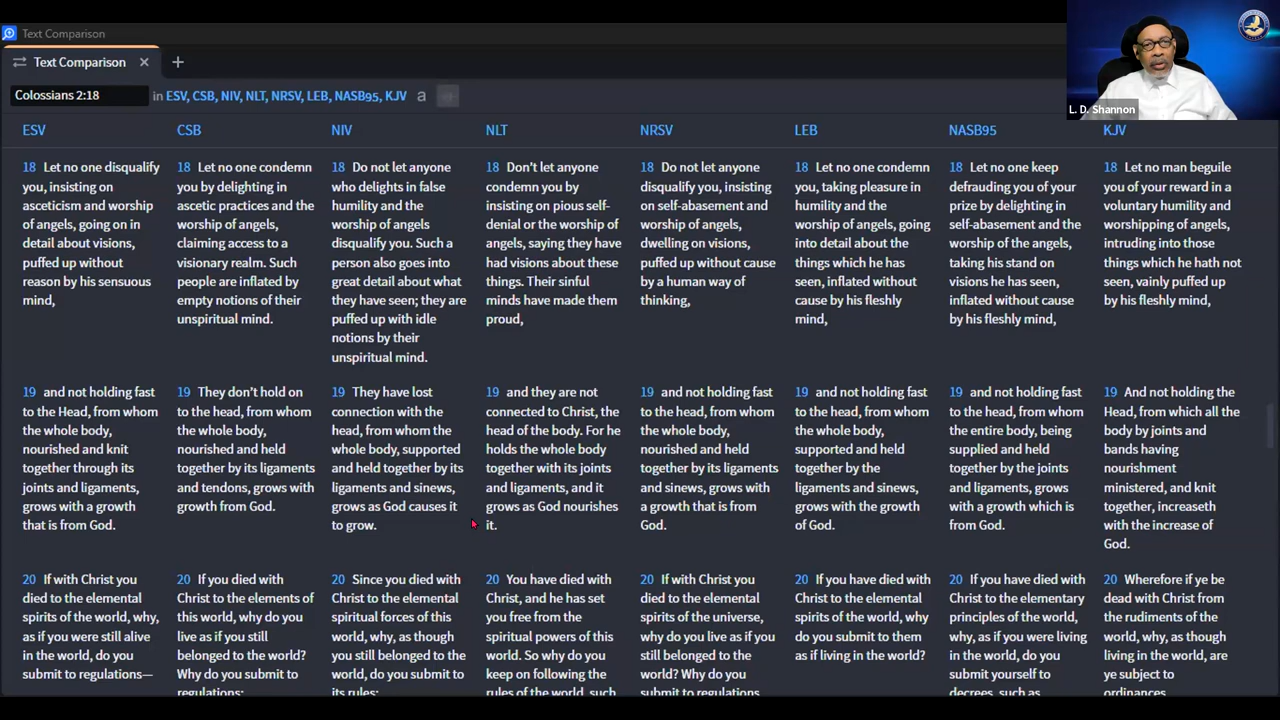 Text Comparison
Text Comparison
Colossians 2:18 in ESV, CSB, NIV, NLT, NRSV, LEB, NASB95, KJV a
L. D. Shannon
ESV
18 Let no one disqualify
you, insisting on
asceticism and worship
of angels, going on in
detail about visions,
puffed up without
reason by his sensuous
mind,
19 and not holding fast
to the Head, from whom
the whole body,
nourished and knit
together through its
joints and ligaments,
grows with a growth
that is from God.
20 If with Christ you
died to the elemental
spirits of the world, why,
as if you were still alive
in the world, do you
submit to regulations—
CSB
18 Let no one condemn
you by delighting in
ascetic practices and the
worship of angels,
claiming access to a
visionary realm. Such
people are inflated by
empty notions of their
unspiritual mind.
19 They don’t hold on
to the head, from whom
the whole body,
nourished and held
together by its ligaments
and tendons, grows with
growth from God.
20 If you died with
Christ to the elements of
this world, why do you
live as if you still
belonged to the world?
Why do you submit to
regulations:
NIV
18 Do not let anyone
who delights in false
humility and the
worship of angels
disqualify you. Such a
person also goes into
great detail about what
they have seen; they are
puffed up with idle
notions by their
unspiritual mind.
19 They have lost
connection with the
head, from whom the
whole body, supported
and held together by its
ligaments and sinews,
grows as God causes it
to grow.
20 Since you died with
Christ to the elemental
spiritual forces of this
world, why, as though
you still belonged to the
world, do you submit to
its rules:
NLT
18 Don’t let anyone
condemn you by
insisting on pious self-
denial or the worship of
angels, saying they have
had visions about these
things. Their sinful
minds have made them
proud,
19 and they are not
connected to Christ, the
head of the body. For he
holds the whole body
together with its joints
and ligaments, and it
grows as God nourishes
it.
20 You have died with
Christ, and he has set
you free from the
spiritual powers of this
world. So why do you
keep on following the
rules of the world, such
NRSV
18 Do not let anyone
disqualify you, insisting
on self-abasement and
worship of angels,
dwelling on visions,
puffed up without cause
by a human way of
thinking,
19 and not holding fast
to the head, from whom
the whole body,
nourished and held
together by its ligaments
and sinews, grows with
a growth that is from
God.
20 If with Christ you
died to the elemental
spirits of the universe,
why do you live as if you
still belonged to the
world? Why do you
submit to regulations
LEB
18 Let no one condemn
you, taking pleasure in
humility and the
worship of angels, going
into detail about the
things which he has
seen, inflated without
cause by his fleshly
mind,
19 and not holding fast
to the head, from whom
the whole body,
supported and held
together by the
ligaments and sinews,
grows with the growth
of God.
20 If you have died with
Christ to the elemental
spirits of the world, why
do you submit to them
as if living in the world?
NASB95
18 Let no one keep
defrauding you of your
prize by delighting in
self-abasement and the
worship of the angels,
taking his stand on
visions he has seen,
inflated without cause
by his fleshly mind,
19 and not holding fast
to the head, from whom
the entire body, being
supplied and held
together by the joints
and ligaments, grows
with a growth which is
from God.
20 If you have died with
Christ to the elementary
principles of the world,
why, as if you were living
in the world, do you
submit yourself to
decrees, such as
KJV
18 Let no man beguile
you of your reward in a
voluntary humility and
worshipping of angels,
intruding into those
things which he hath not
seen, vainly puffed up
by his fleshly mind,
19 And not holding the
Head, from which all the
body by joints and
bands having
nourishment
ministered, and knit
together, increaseth
with the increase of
God.
20 Wherefore if ye be
dead with Christ from
the rudiments of the
world, why, as though
living in the world, are
ye subject to
ordinances